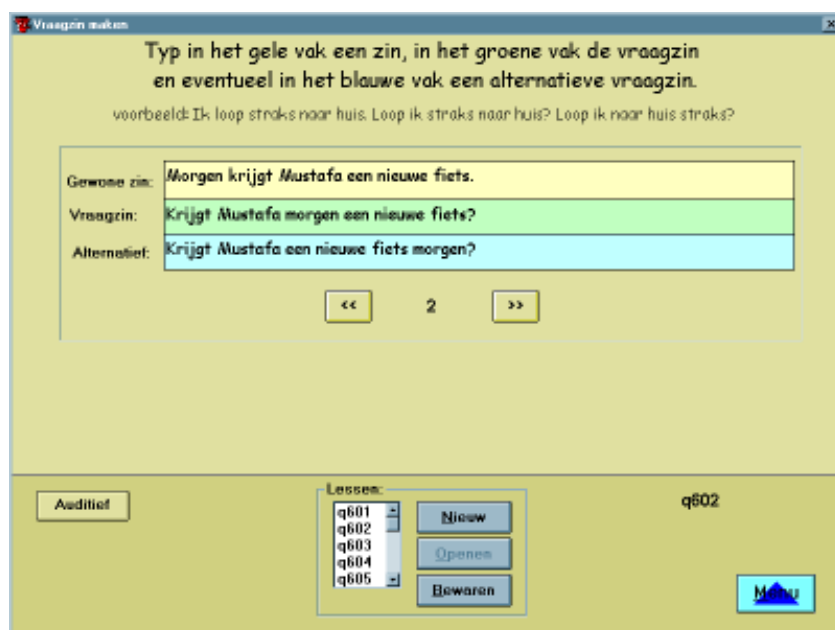 Vraagzin maken
Typ in het gele vak een zin, in het groene vak de vraagzin
en eventueel in het blauwe vak een alternatieve vraagzin.
voorbeeld: Ik loop straks naar huis. Loop ik straks naar huis? Loop ik naar huis straks?
Gewone zin: Morgen krijgt Mustafa een nieuwe fiets.
Vraagzin: Krijgt Mustafa morgen een nieuwe fiets?
Alternatief: Krijgt Mustafa een nieuwe fiets morgen?
<< 2 >>
Auditief
Lessen:
q601
q602
q603
q604
q605
Nieuw
Openen
Bewaren
q602
Menu